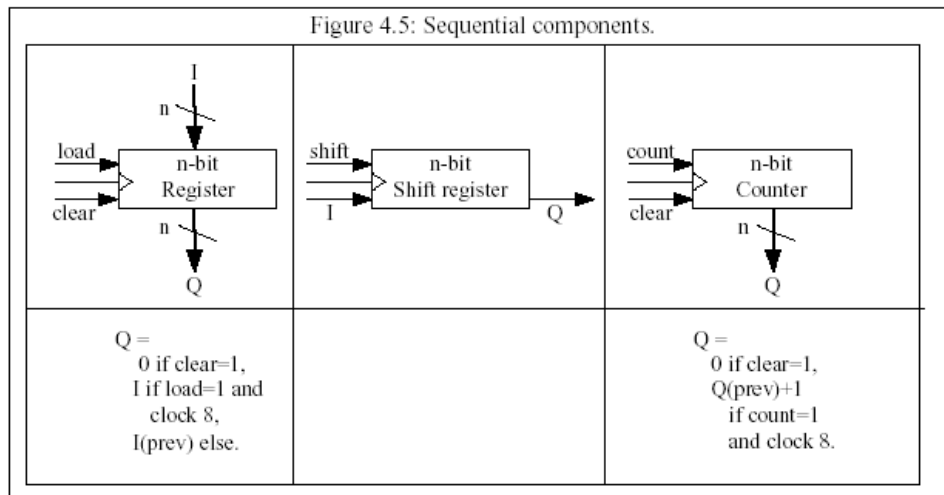 Figure 4.5: Sequential components.
I
n
load
n-bit
Register
clear
n
Q
shift
n-bit
Shift register
I
Q
count
n-bit
Counter
clear
n
Q
Q =
0 if clear=1,
I if load=1 and
clock 8,
I(prev) else.
Q =
0 if clear=1,
Q(prev)+1
if count=1
and clock 8.